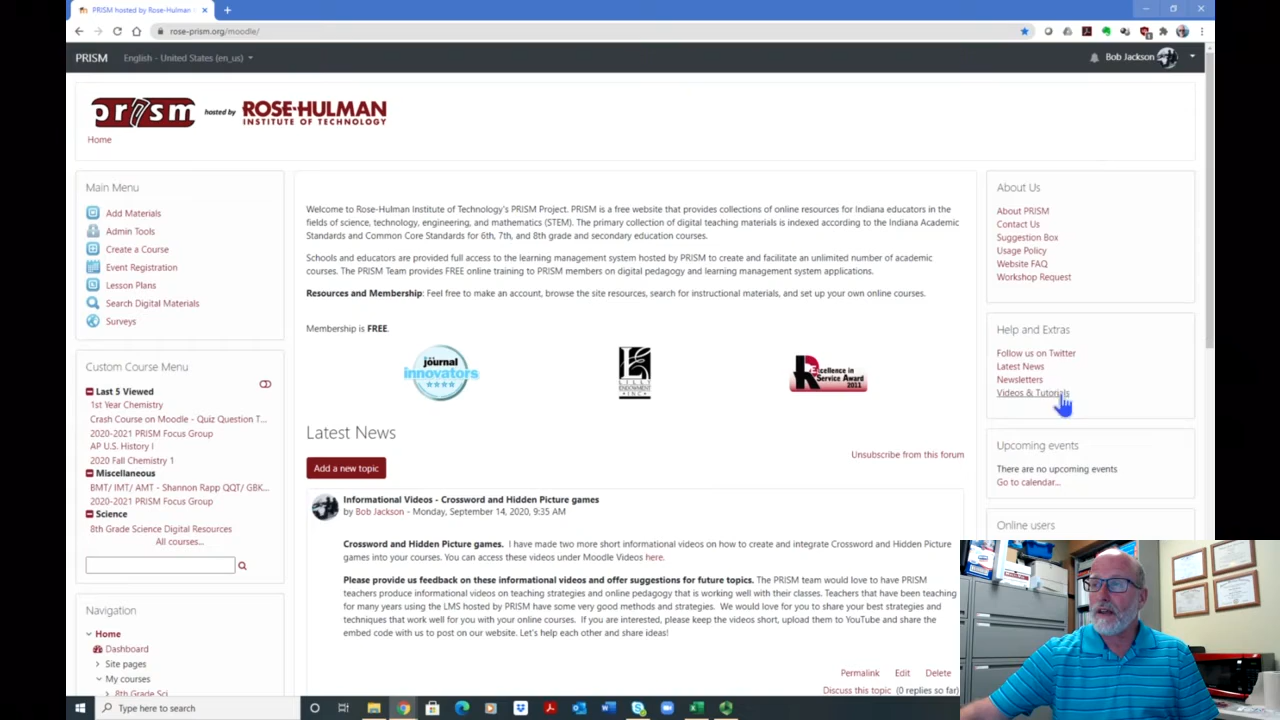 PRISM hosted by Rose-Hulman
rose-prism.org/moodle/
PRISM
English - United States (en_us)
Bob Jackson
prism hosted by ROSE-HULMAN
INSTITUTE OF TECHNOLOGY
Home
Main Menu
Add Materials
Admin Tools
Create a Course
Event Registration
Lesson Plans
Search Digital Materials
Surveys
Custom Course Menu
Last 5 Viewed
1st Year Chemistry
Crash Course on Moodle - Quiz Question T...
2020-2021 PRISM Focus Group
AP U.S. History I
2020 Fall Chemistry 1
Miscellaneous
BMT/ IMT/ AMT - Shannon Rapp QQT/ GBK...
2020-2021 PRISM Focus Group
Science
8th Grade Science Digital Resources
All courses...
Navigation
Home
Dashboard
Site pages
My courses
8th Grade Sci
Welcome to Rose-Hulman Institute of Technology's PRISM Project. PRISM is a free website that provides collections of online resources for Indiana educators in the
fields of science, technology, engineering, and mathematics (STEM). The primary collection of digital teaching materials is indexed according to the Indiana Academic
Standards and Common Core Standards for 6th, 7th, and 8th grade and secondary education courses.
Schools and educators are provided full access to the learning management system hosted by PRISM to create and facilitate an unlimited number of academic
courses. The PRISM Team provides FREE online training to PRISM members on digital pedagogy and learning management system applications.
Resources and Membership: Feel free to make an account, browse the site resources, search for instructional materials, and set up your own online courses.
Membership is FREE.
the journal
innovators
LILLY ENDOWMENT
INC
Excellence in
Service Award
2011
Latest News
Unsubscribe from this forum
Add a new topic
Informational Videos - Crossword and Hidden Picture games
by Bob Jackson - Monday, September 14, 2020, 9:35 AM
Crossword and Hidden Picture games. I have made two more short informational videos on how to create and integrate Crossword and Hidden Picture
games into your courses. You can access these videos under Moodle Videos here.
Please provide us feedback on these informational videos and offer suggestions for future topics. The PRISM team would love to have PRISM
teachers produce informational videos on teaching strategies and online pedagogy that is working well with their classes. Teachers that have been teaching
for many years using the LMS hosted by PRISM have some very good methods and strategies. We would love for you to share your best strategies and
techniques that work well for you with your online courses. If you are interested, please keep the videos short, upload them to YouTube and share the
embed code with us to post on our website. Let's help each other and share ideas!
Permalink Edit Delete
Discuss this topic (0 replies so far)
About Us
About PRISM
Contact Us
Suggestion Box
Usage Policy
Website FAQ
Workshop Request
Help and Extras
Follow us on Twitter
Latest News
Newsletters
Videos & Tutorials
Upcoming events
There are no upcoming events
Go to calendar...
Online users
Type here to search